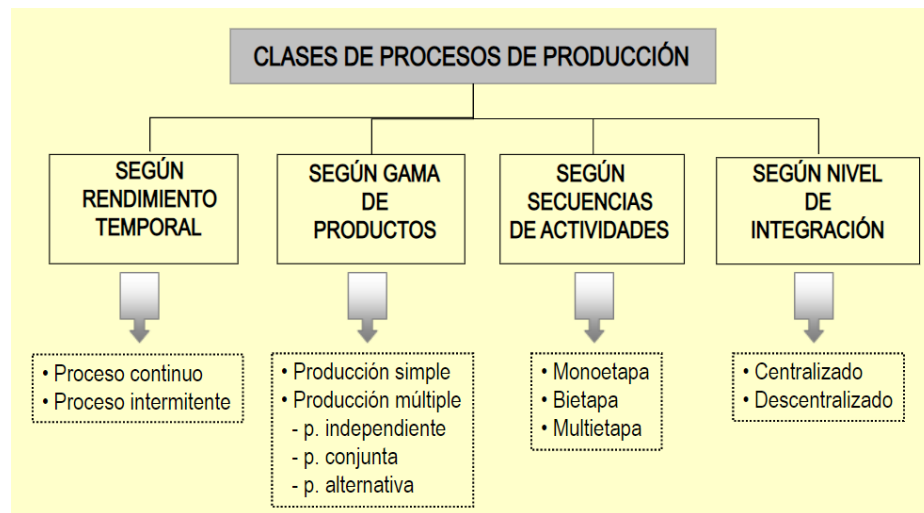 CLASES DE PROCESOS DE PRODUCCIÓN
SEGÚN
RENDIMIENTO
TEMPORAL
SEGÚN GAMA
DE
PRODUCTOS
SEGÚN
SECUENCIAS
DE ACTIVIDADES
SEGÚN NIVEL
DE
INTEGRACIÓN
• Proceso continuo
• Proceso intermitente
• Producción simple
• Producción múltiple
- p. independiente
- p. conjunta
- p. alternativa
• Monoetapa
• Bietapa
• Multietapa
• Centralizado
• Descentralizado